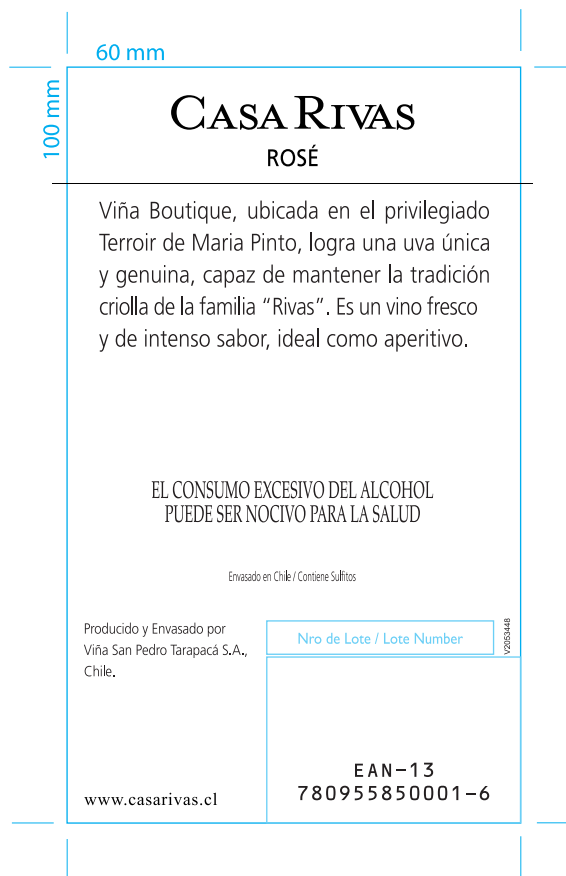 60 mm
100 mm
CASA RIVAS
ROSÉ
Viña Boutique, ubicada en el privilegiado
Terroir de Maria Pinto, logra una uva única
y genuina, capaz de mantener la tradición
criolla de la familia “Rivas”. Es un vino fresco
y de intenso sabor, ideal como aperitivo.
EL CONSUMO EXCESIVO DEL ALCOHOL
PUEDE SER NOCIVO PARA LA SALUD
Envasado en Chile / Contiene Sulfitos
Producido y Envasado por
Viña San Pedro Tarapacá S.A.,
Chile.
www.casarivas.cl
Nro de Lote / Lote Number
V2053448
EAN-13
780955850001-6